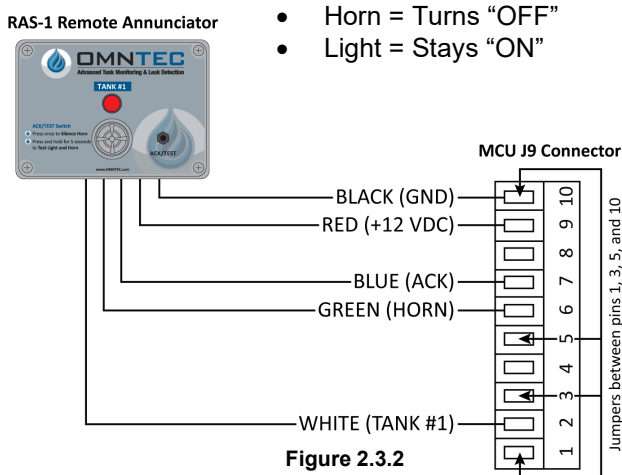 • Horn = Turns “OFF”
• Light = Stays “ON”
RAS-1 Remote Annunciator
OMNTEC
Advanced Tank Monitoring & Leak Detection
TANK #1
ACK/TEST Switch
Press once to Silence Horn
Press and hold for 5 seconds
to Test Light and Horn
ACK/TEST
www.OMNTEC.com
MCU J9 Connector
BLACK (GND)
10
RED (+12 VDC)
9
8
BLUE (ACK)
7
GREEN (HORN)
6
5
4
3
WHITE (TANK #1)
2
1
Jumpers between pins 1, 3, 5, and 10
Figure 2.3.2